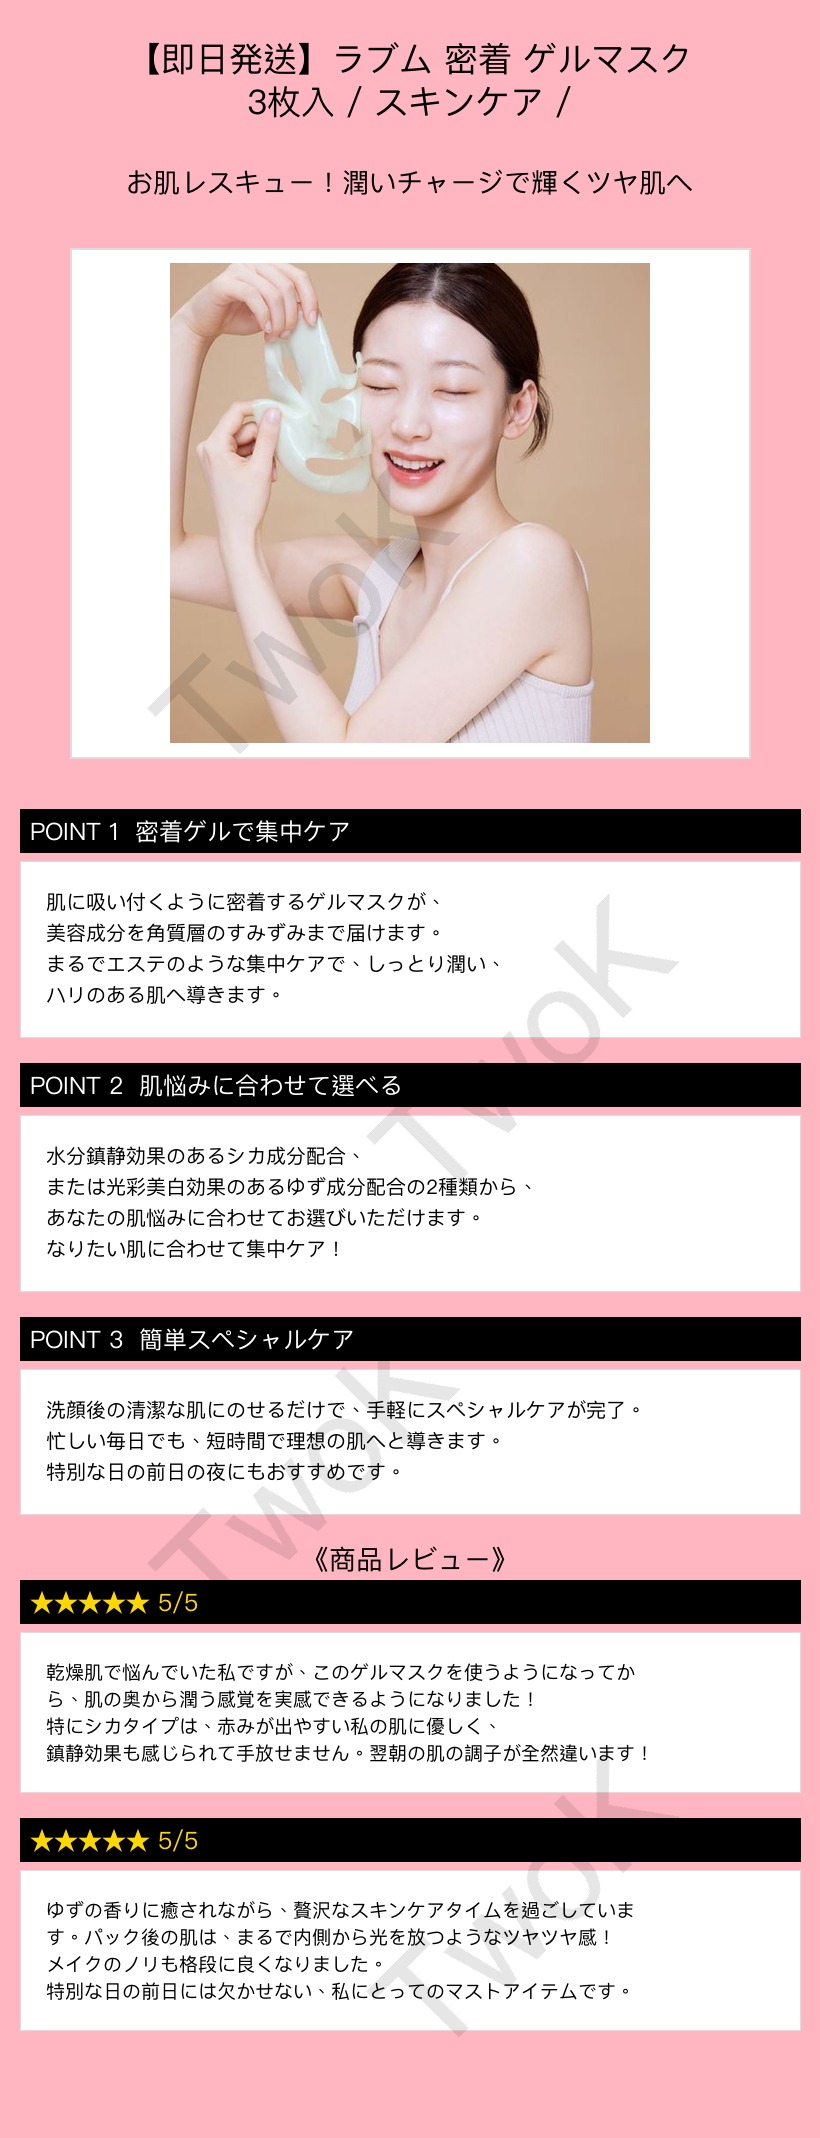 【即日発送】ラブム 密着 ゲルマスク
3枚入 / スキンケア /
お肌レスキュー！潤いチャージで輝くツヤ肌へ
Twok
POINT 1 密着ゲルで集中ケア
肌に吸い付くように密着するゲルマスクが、
美容成分を角質層のすみずみまで届けます。
まるでエステのような集中ケアで、しっとり潤い、
ハリのある肌へ導きます。
Twok
POINT 2 肌悩みに合わせて選べる
水分鎮静効果のあるシカ成分配合、
または光彩美白効果のあるゆず成分配合の2種類から、
あなたの肌悩みに合わせてお選びいただけます。
なりたい肌に合わせて集中ケア！
POINT 3 簡単スペシャルケア
洗顔後の清潔な肌にのせるだけで、手軽にスペシャルケアが完了。
忙しい毎日でも、短時間で理想の肌へと導きます。
特別な日の前日の夜にもおすすめです。
Twok
《商品レビュー》
★★★★★ 5/5
乾燥肌で悩んでいた私ですが、このゲルマスクを使うようになってか
ら、肌の奥から潤う感覚を実感できるようになりました！
特にシカタイプは、赤みが出やすい私の肌に優しく、
鎮静効果も感じられて手放せません。翌朝の肌の調子が全然違います！
★★★★★ 5/5
ゆずの香りに癒されながら、贅沢なスキンケアタイムを過ごしていま
す。パック後の肌は、まるで内側から光を放つようなツヤツヤ感！
メイクのノリも格段に良くなりました。
特別な日の前日には欠かせない、私にとってのマストアイテムです。
Twok